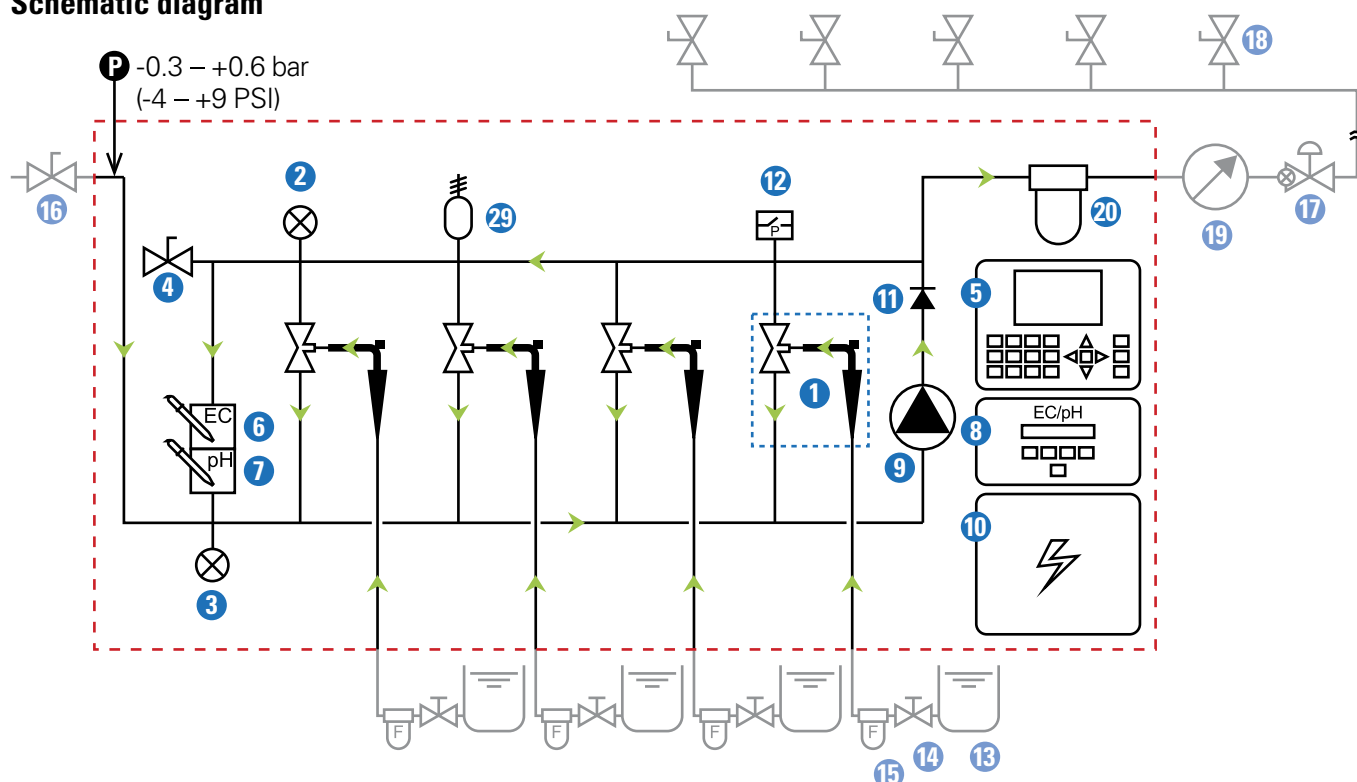 Schematic diagram
P -0.3 – +0.6 bar
(-4 – +9 PSI)
18
2
29
12
16
20
19
17
4
11
5
P
1
EC
6
pH
7
9
8
EC/pH
10
3
F
F
F
F
15
14
13